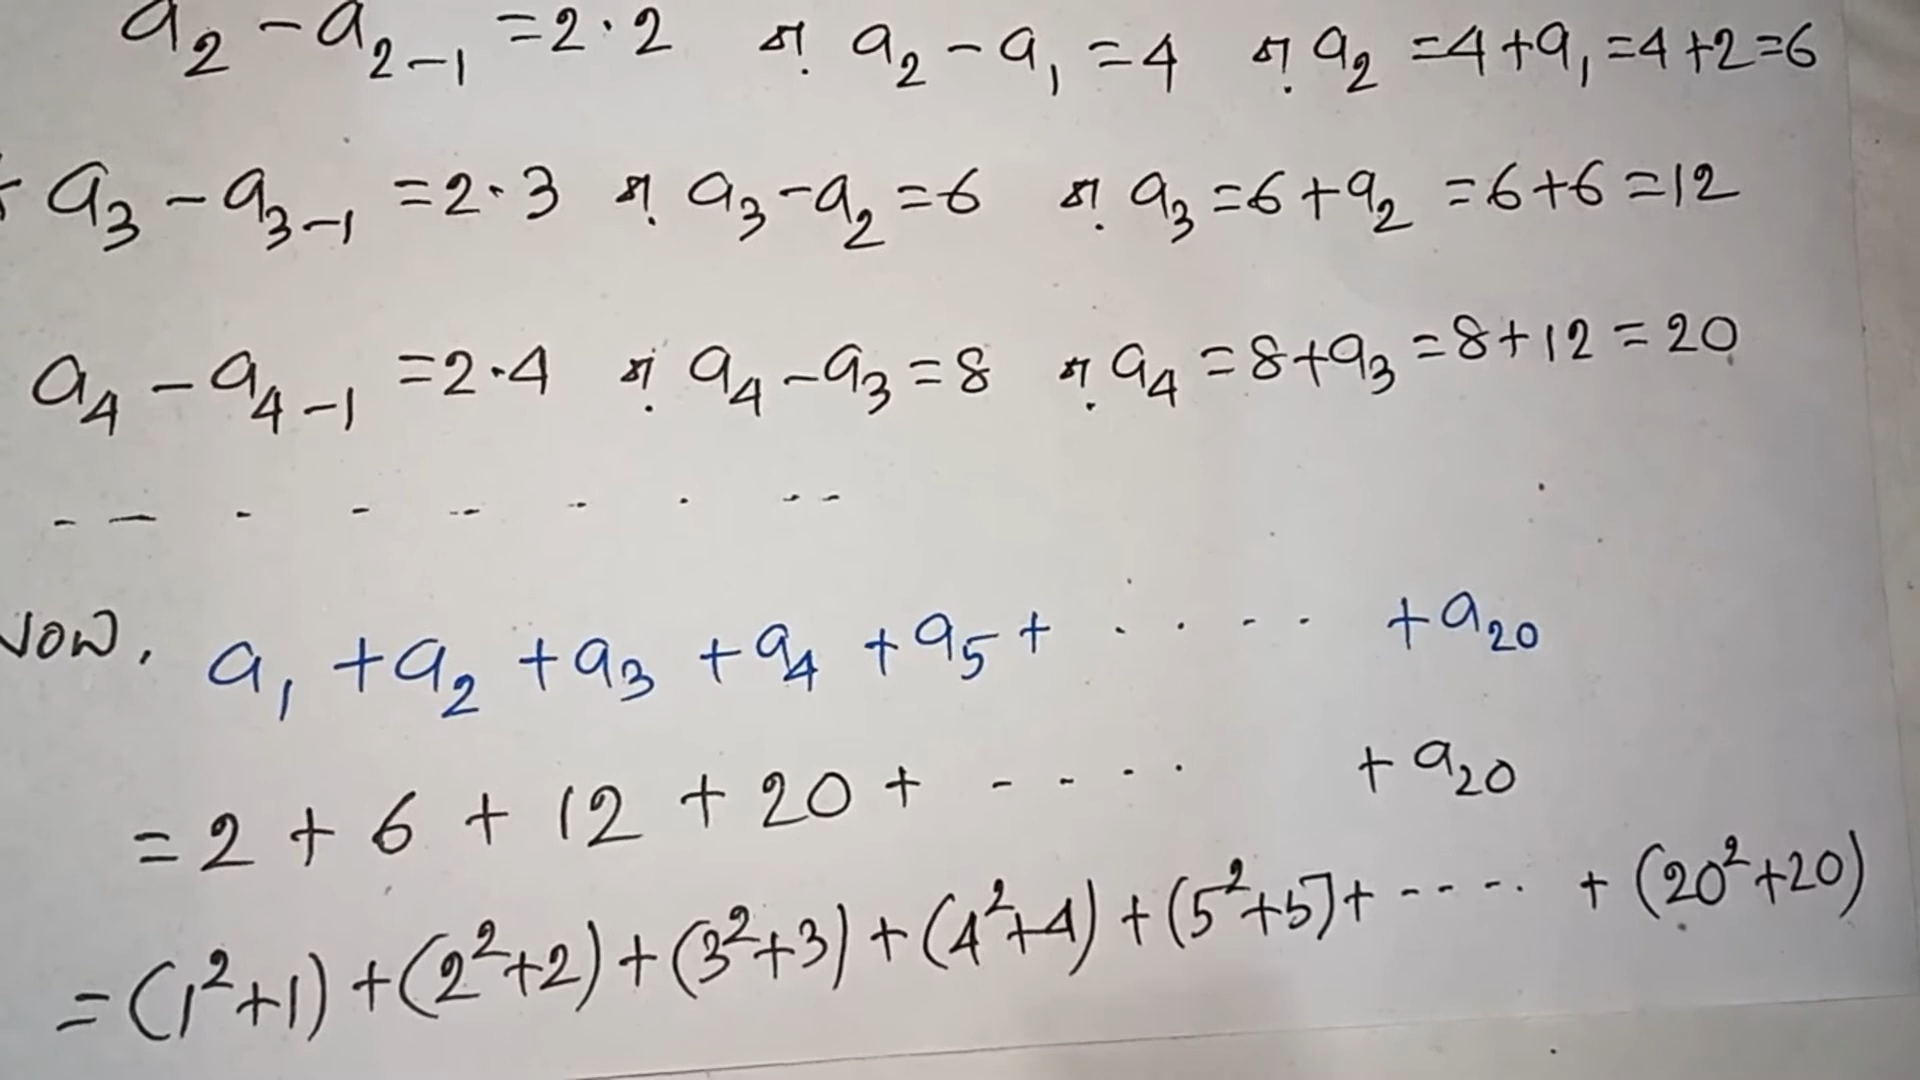 a₂ - a₂₋₁ = 2·2 বা, a₂ - a₁ = 4 বা, a₂ = 4 + a₁ = 4 + 2 = 6
a₃ - a₃₋₁ = 2·3 বা, a₃ - a₂ = 6 বা, a₃ = 6 + a₂ = 6 + 6 = 12
a₄ - a₄₋₁ = 2·4 বা, a₄ - a₃ = 8 বা, a₄ = 8 + a₃ = 8 + 12 = 20
-- - - - - - - - -
Now, a₁ + a₂ + a₃ + a₄ + a₅ + ..... + a₂₀
= 2 + 6 + 12 + 20 + ..... + a₂₀
= (1² + 1) + (2² + 2) + (3² + 3) + (4² + 4) + (5² + 5) + ..... + (20² + 20)